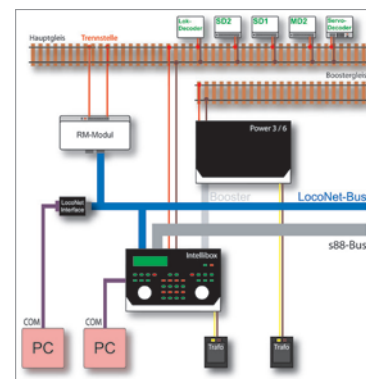 Hauptgleis
Trennstelle
Lok-
Decoder
SD2
SD1
MD2
Servo-
Decoder
Boostergleis
RM-Modul
Power 3 / 6
LocoNet
Interface
Booster
LocoNet-Bus
s88-Bus
Intellibox
COM
COM
PC
PC
Trafo
Trafo